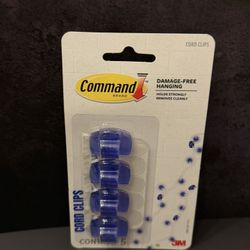 CORD CLIPS
Command
BRAND
DAMAGE-FREE
HANGING
HOLDS STRONGLY
REMOVES CLEANLY
CORD CLIPS
3M